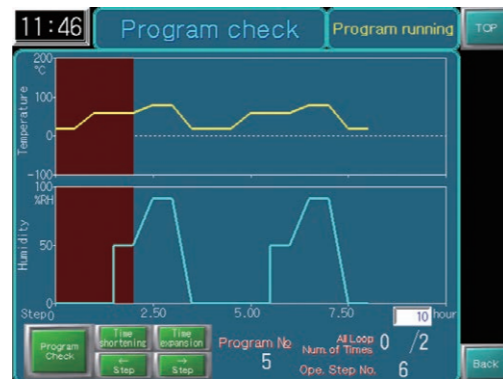 11:46
Program check
Program running
TOP
200
℃
100
0
-100
Temperature
100
%RH
50
0
Humidity
Step0
2.50
5.00
7.50
10 hour
Program Check
Time shortening
Time expansion
← Step
→ Step
Program №
5
All Loop
Num. of Times 0 /2
Ope. Step No. 6
Back